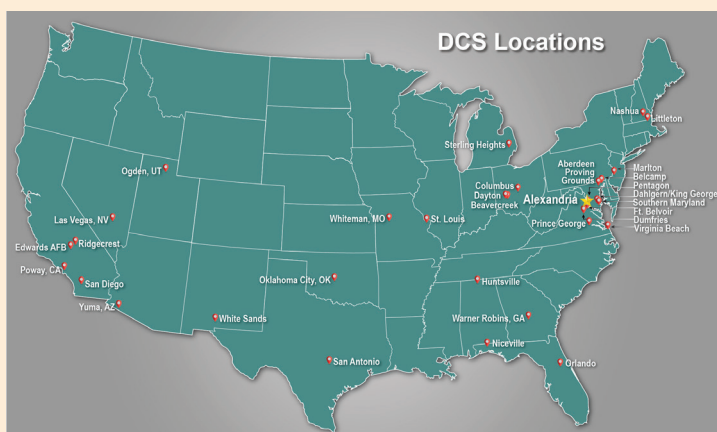 DCS Locations
Nashua
Littleton
Sterling Heights
Ogden, UT
Aberdeen
Proving
Grounds
Marlton
Belcamp
Pentagon
Dahlgern/King George
Southern Maryland
Ft. Belvoir
Dumfries
Virginia Beach
Columbus
Dayton
Beavercreek
Alexandria
Prince George
Las Vegas, NV
Whiteman, MO
St. Louis
Ridgecrest
Edwards AFB
Poway, CA
San Diego
Yuma, AZ
Oklahoma City, OK
Huntsville
White Sands
Warner Robins, GA
Niceville
San Antonio
Orlando